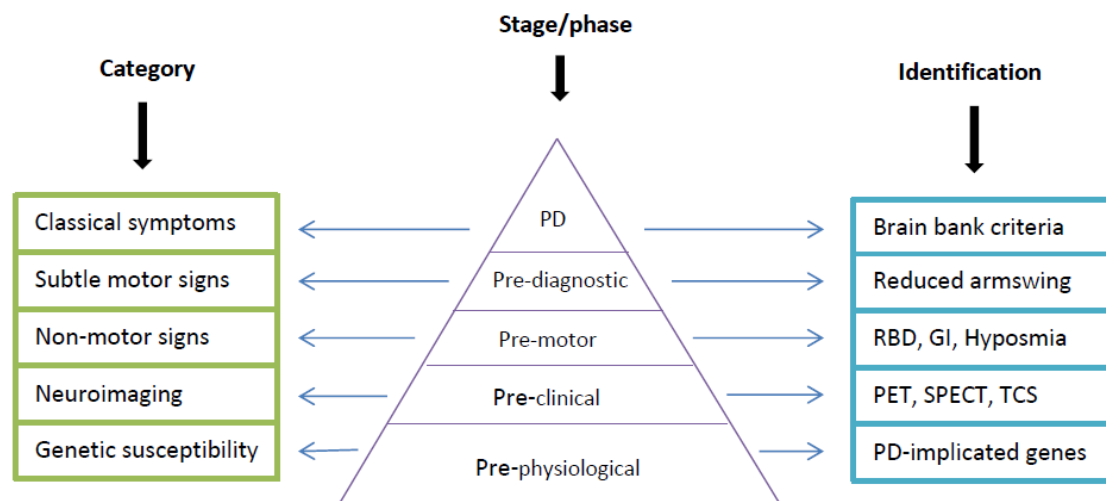 Stage/phase
Category
Identification
Classical symptoms
PD
Brain bank criteria
Subtle motor signs
Pre-diagnostic
Reduced armswing
Non-motor signs
Pre-motor
RBD, GI, Hyposmia
Neuroimaging
Pre-clinical
PET, SPECT, TCS
Genetic susceptibility
Pre-physiological
PD-implicated genes